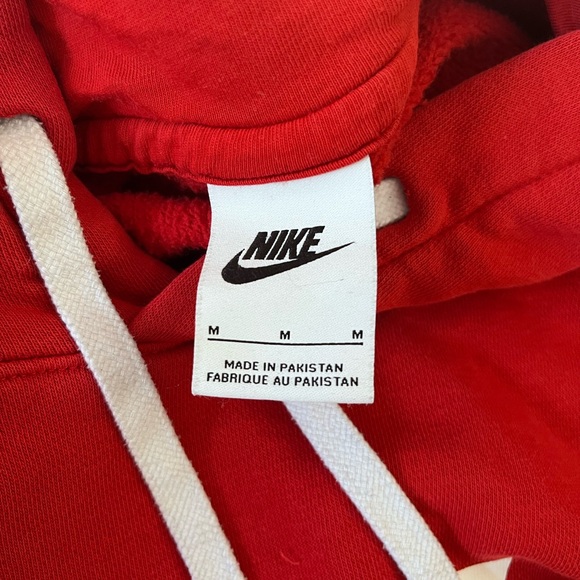 NIKE
M M M
MADE IN PAKISTAN
FABRIQUE AU PAKISTAN